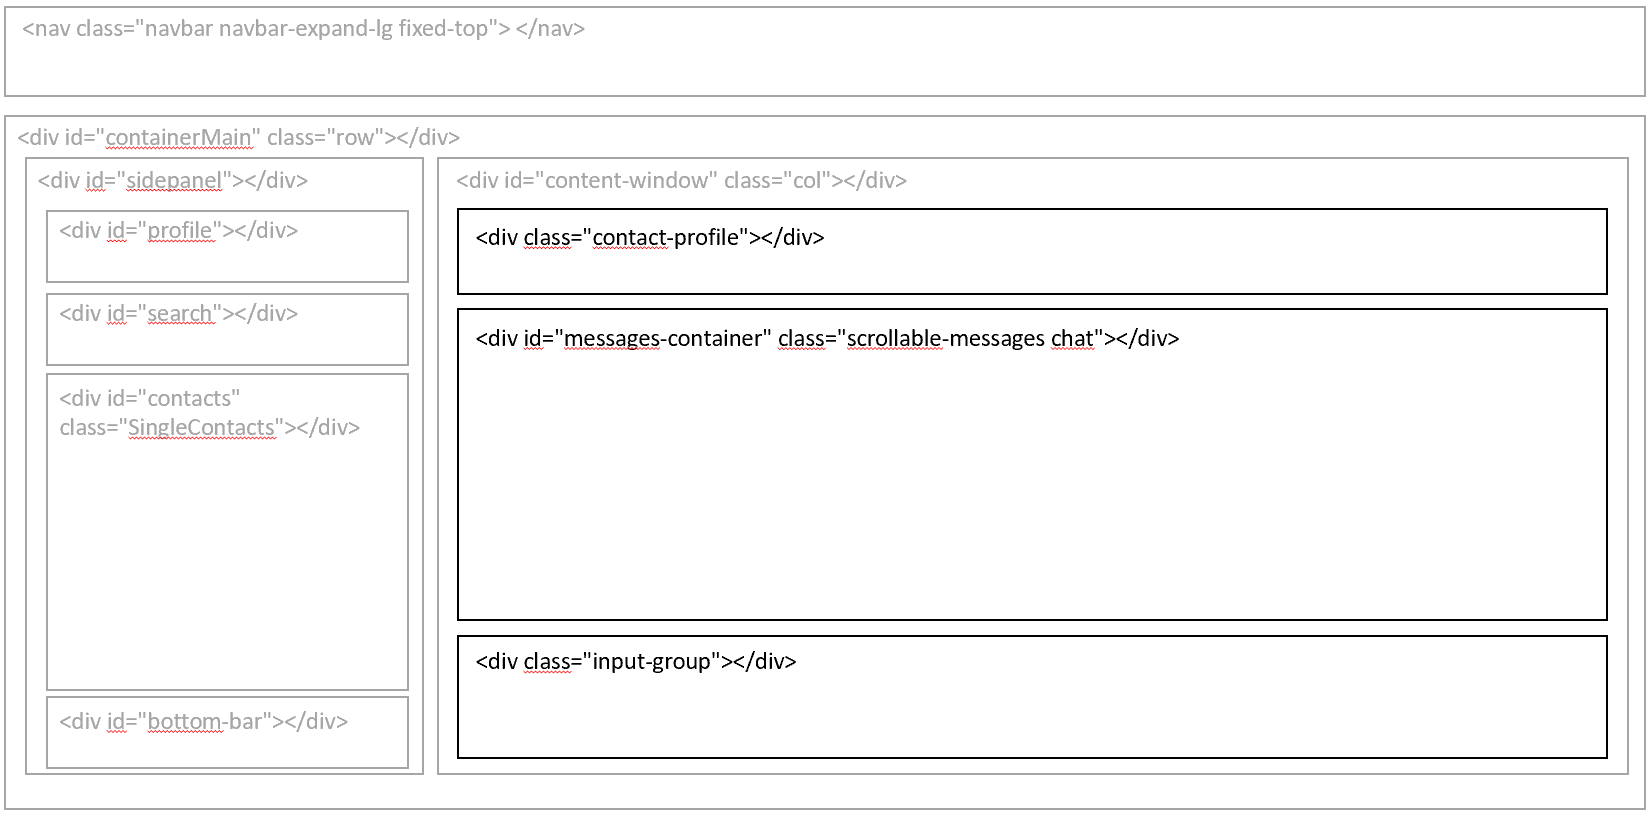 <nav class="navbar navbar-expand-lg fixed-top"> </nav>
<div id="containerMain" class="row"></div>
<div id="sidepanel"></div>
<div id="profile"></div>
<div id="search"></div>
<div id="contacts"
class="SingleContacts"></div>
<div id="bottom-bar"></div>
<div id="content-window" class="col"></div>
<div class="contact-profile"></div>
<div id="messages-container" class="scrollable-messages chat"></div>
<div class="input-group"></div>